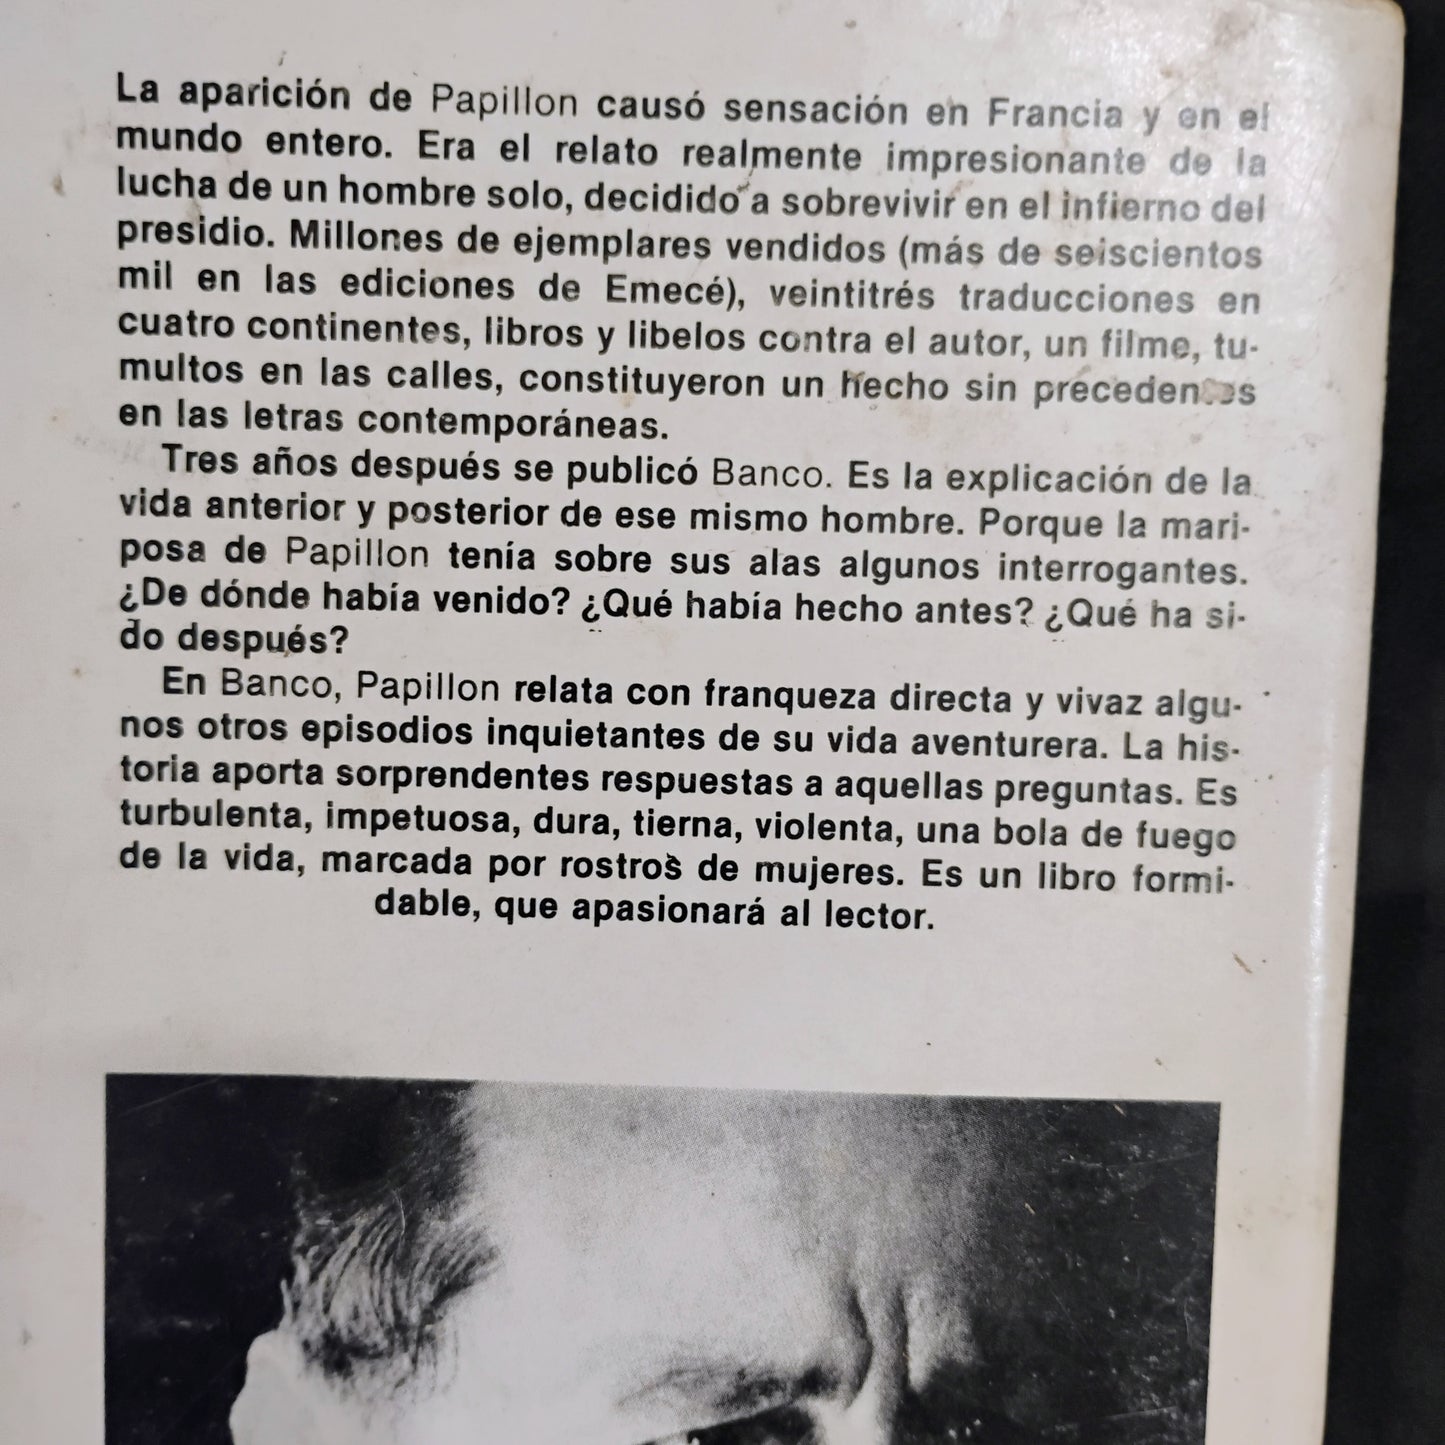 La aparición de Papillon causó sensación en Francia y en el
mundo entero. Era el relato realmente impresionante de la
lucha de un hombre solo, decidido a sobrevivir en el infierno del
presidio. Millones de ejemplares vendidos (más de seiscientos
mil en las ediciones de Emecé), veintitrés traducciones en
cuatro continentes, libros y libelos contra el autor, un filme, tu-
multos en las calles, constituyeron un hecho sin precedentes
en las letras contemporáneas.
Tres años después se publicó Banco. Es la explicación de la
vida anterior y posterior de ese mismo hombre. Porque la mari-
posa de Papillon tenía sobre sus alas algunos interrogantes.
¿De dónde había venido? ¿Qué había hecho antes? ¿Qué ha si-
do después?
En Banco, Papillon relata con franqueza directa y vivaz algu-
nos otros episodios inquietantes de su vida aventurera. La his-
toria aporta sorprendentes respuestas a aquellas preguntas. Es
turbulenta, impetuosa, dura, tierna, violenta, una bola de fuego
de la vida, marcada por rostros de mujeres. Es un libro formi-
dable, que apasionará al lector.